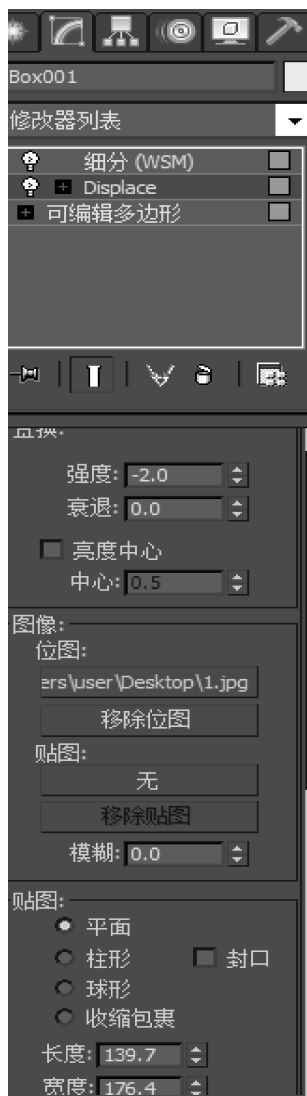 Box001
修改器列表
细分 (WSM)
Displace
可编辑多边形
置换:
强度: -2.0
衰退: 0.0
亮度中心
中心: 0.5
图像:
位图:
ers\user\Desktop\1.jpg
移除位图
贴图:
无
移除贴图
模糊: 0.0
贴图:
平面
柱形 封口
球形
收缩包裹
长度: 139.7
宽度: 176.4